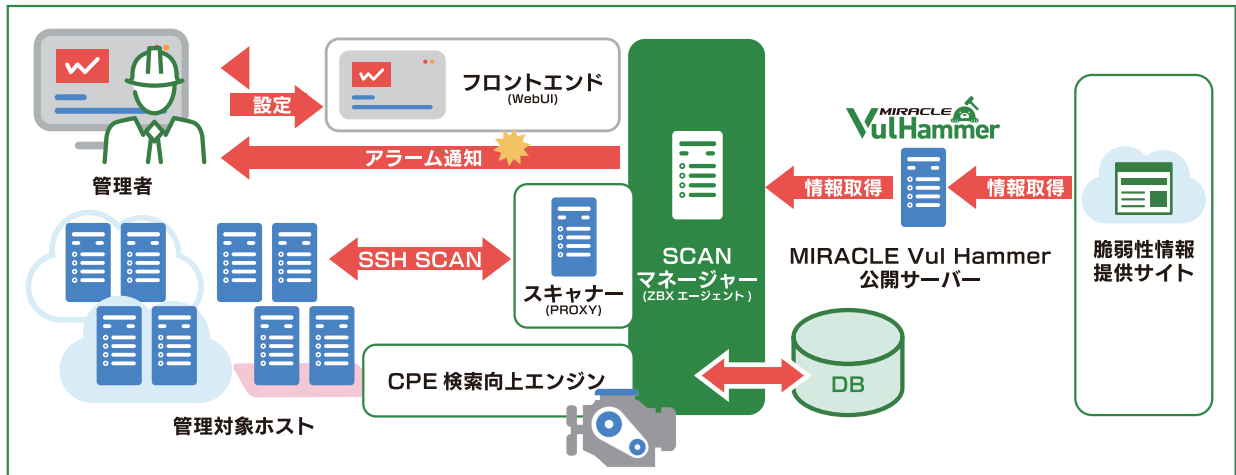 管理者
設定
フロントエンド
(WebUI)
アラーム通知
SSH SCAN
スキャナー
(PROXY)
SCAN
マネージャー
(ZBX エージェント)
情報取得
MIRACLE
VulHammer
情報取得
MIRACLE Vul Hammer
公開サーバー
脆弱性情報
提供サイト
CPE 検索向上エンジン
DB
管理対象ホスト